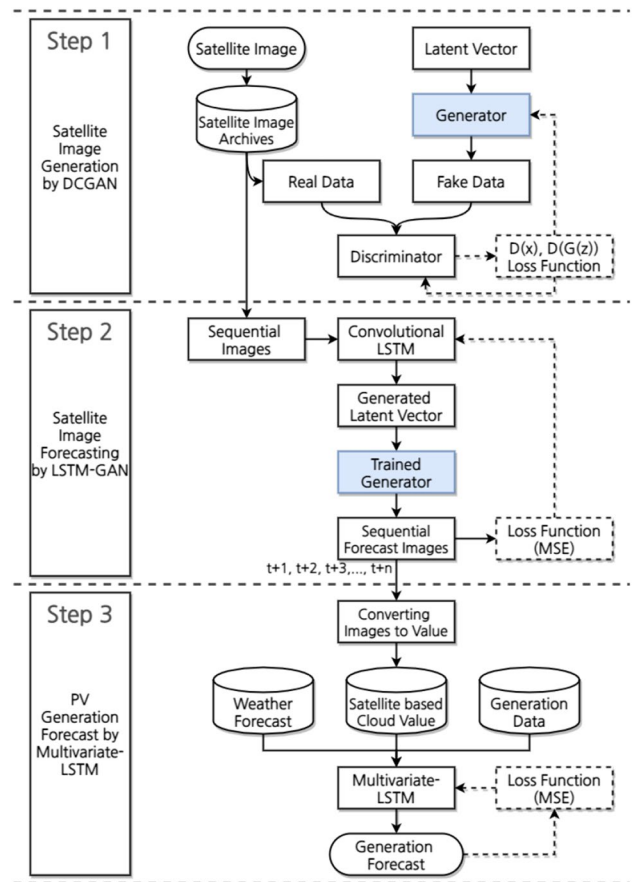 Step 1
Satellite
Image
Generation
by DCGAN
Satellite Image
Latent Vector
Satellite Image
Archives
Generator
Real Data
Fake Data
Discriminator
D(x), D(G(z))
Loss Function
Step 2
Satellite
Image
Forecasting
by LSTM-GAN
Sequential
Images
Convolutional
LSTM
Generated
Latent Vector
Trained
Generator
Sequential
Forecast Images
Loss Function
(MSE)
t+1, t+2, t+3,..., t+n
Step 3
PV
Generation
Forecast by
Multivariate-
LSTM
Converting
Images to Value
Weather
Forecast
Satellite based
Cloud Value
Generation
Data
Multivariate-
LSTM
Loss Function
(MSE)
Generation
Forecast